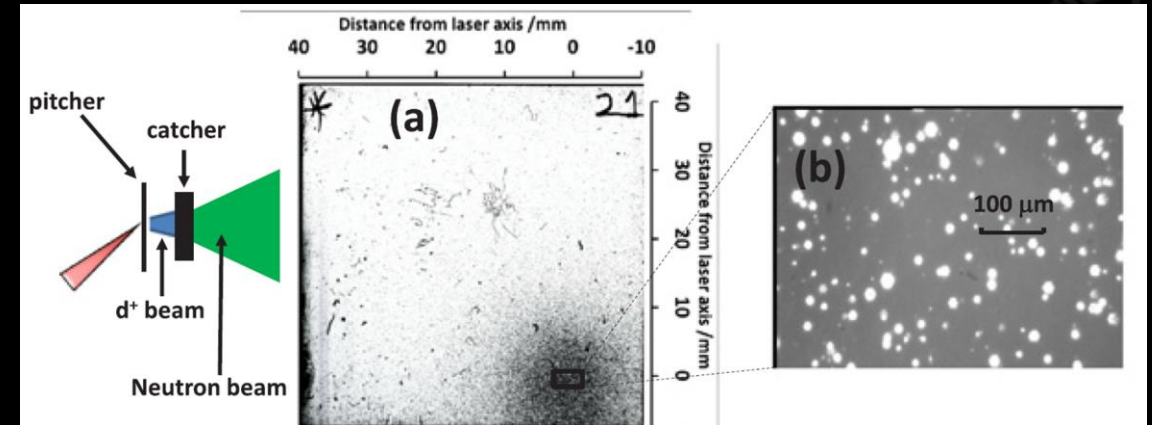 Distance from laser axis /mm
40 30 20 10 0 -10
pitcher
catcher
d⁺ beam
Neutron beam
*
(a)
21
40
30
20
10
0
Distance from laser axis /mm
(b)
100 μm